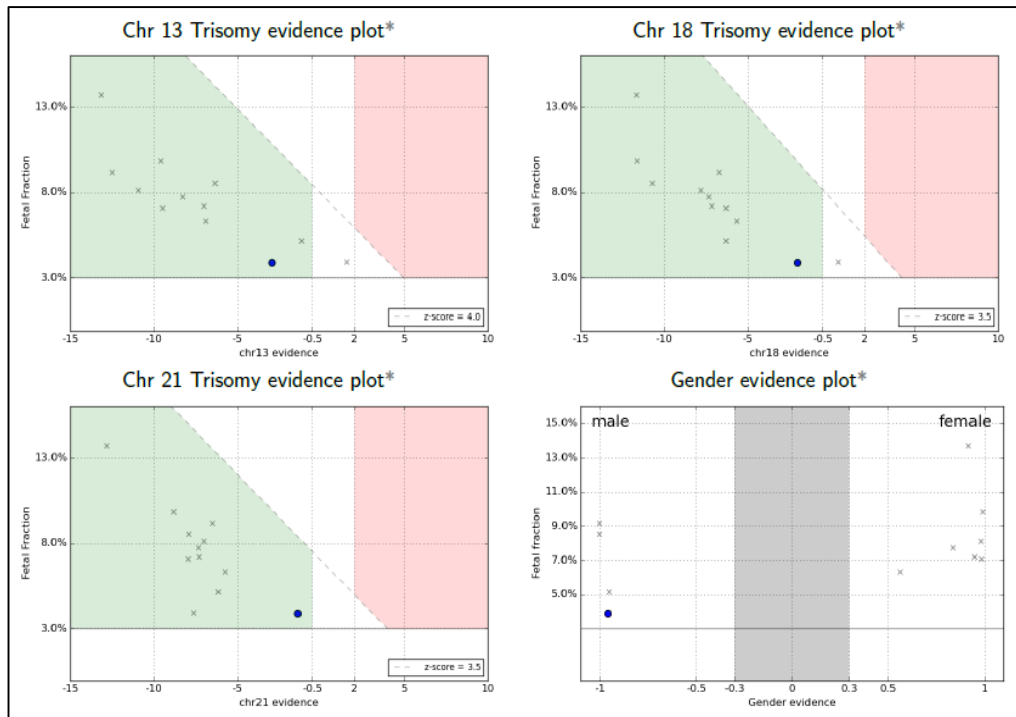 Chr 13 Trisomy evidence plot*
Fetal Fraction
13.0%
8.0%
3.0%
z-score = 4.0
-15 -10 -5 -0.5 2 5 10
chr13 evidence
Chr 18 Trisomy evidence plot*
Fetal Fraction
13.0%
8.0%
3.0%
z-score = 3.5
-15 -10 -5 -0.5 2 5 10
chr18 evidence
Chr 21 Trisomy evidence plot*
Fetal Fraction
13.0%
8.0%
3.0%
z-score = 3.5
-15 -10 -5 -0.5 2 5 10
chr21 evidence
Gender evidence plot*
male female
Fetal fraction
15.0%
13.0%
11.0%
9.0%
7.0%
5.0%
-1 -0.5 -0.3 0 0.3 0.5 1
Gender evidence